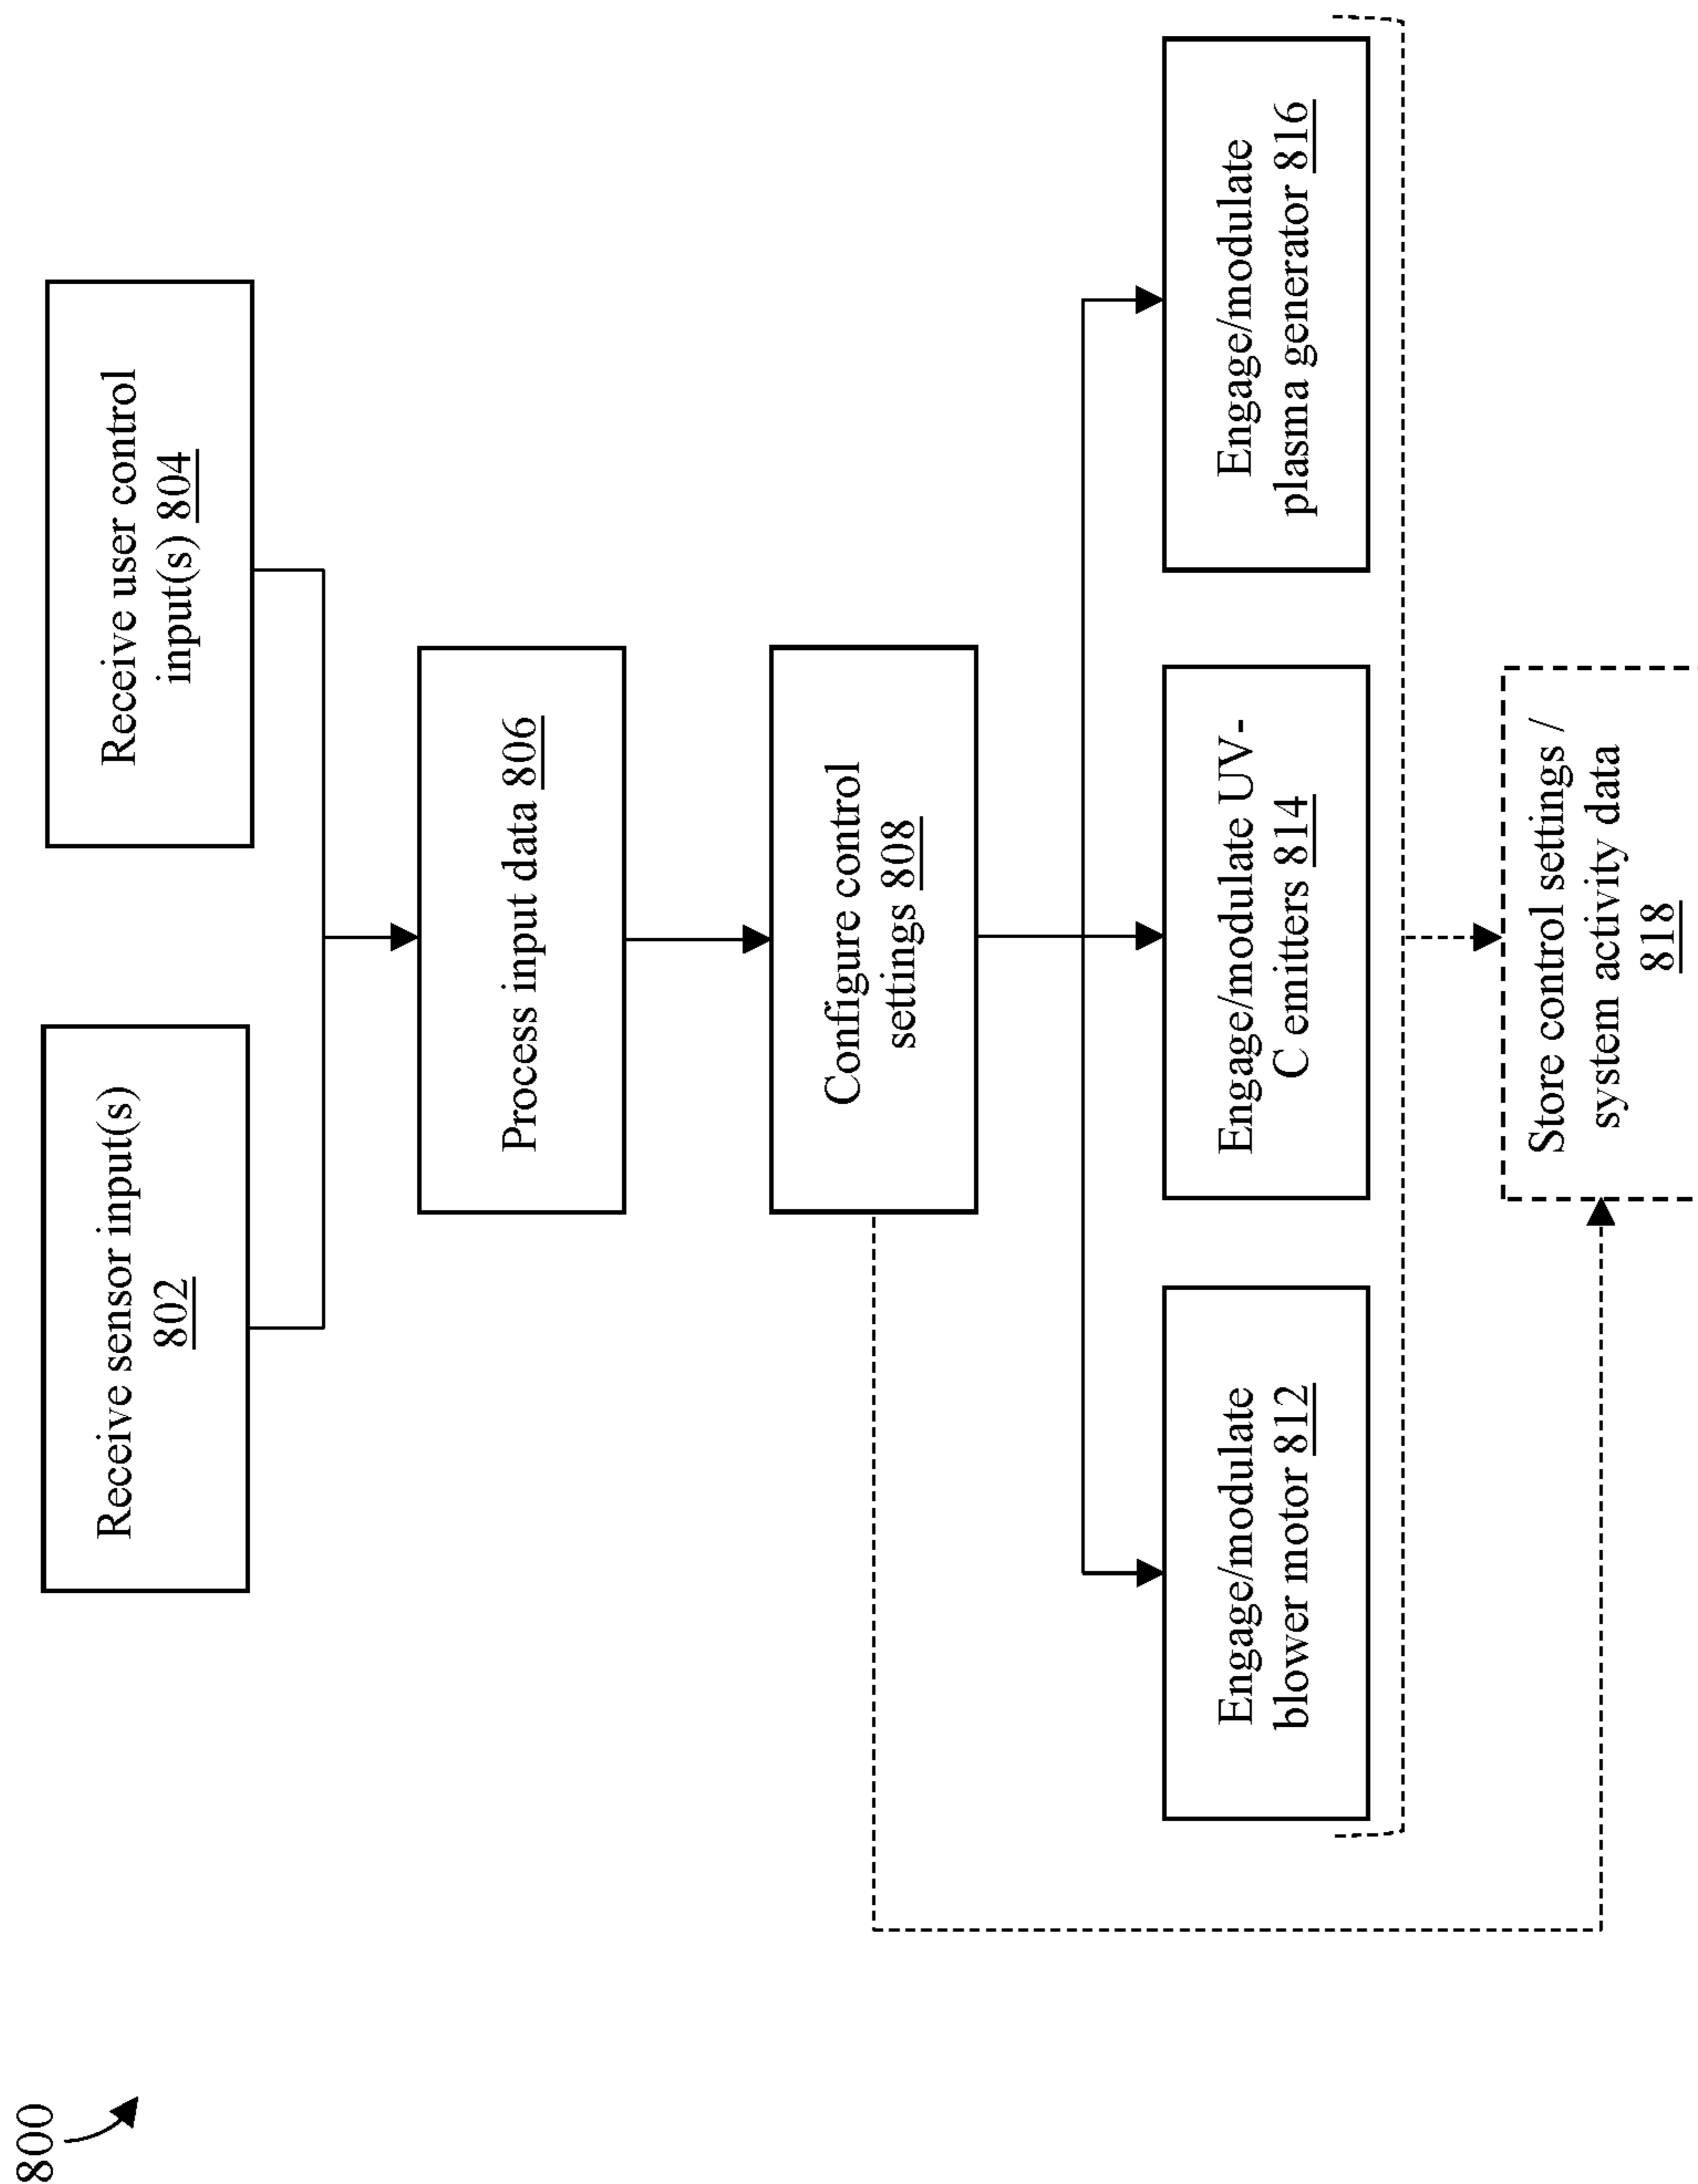 800
Receive sensor input(s)
802
Receive user control
input(s) 804
Process input data 806
Configure control
settings 808
Engage/modulate
blower motor 812
Engage/modulate UV-
C emitters 814
Engage/modulate
plasma generator 816
Store control settings /
system activity data
818